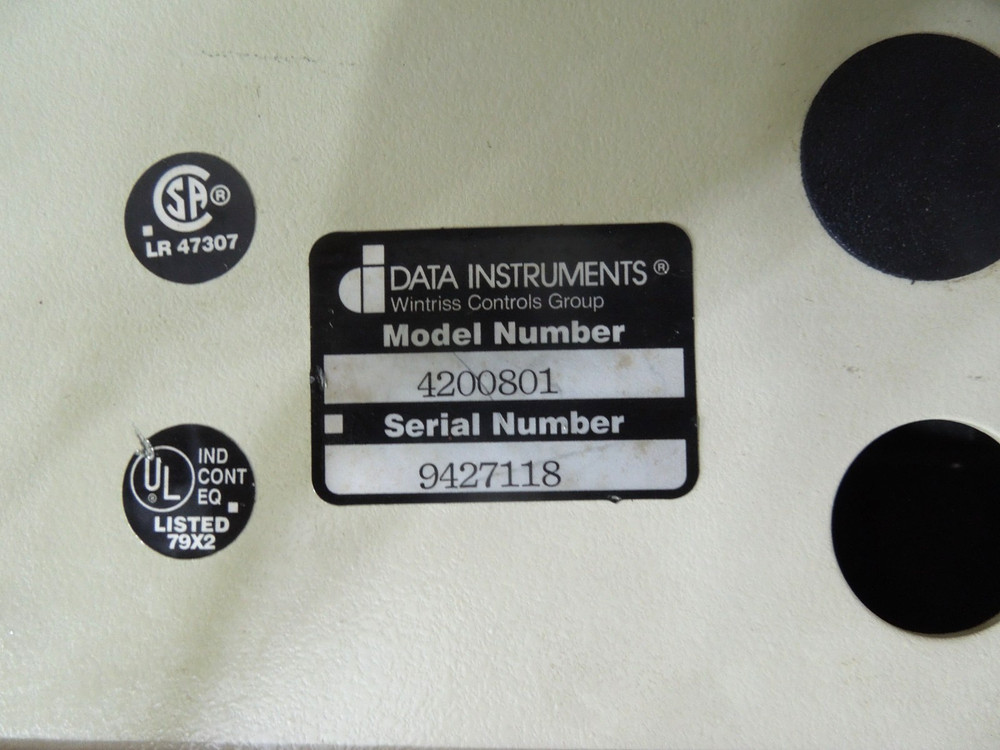 CSA®
LR 47307
di DATA INSTRUMENTS®
Wintriss Controls Group
Model Number
4200801
Serial Number
9427118
UL® IND
CONT
EQ
LISTED
79X2